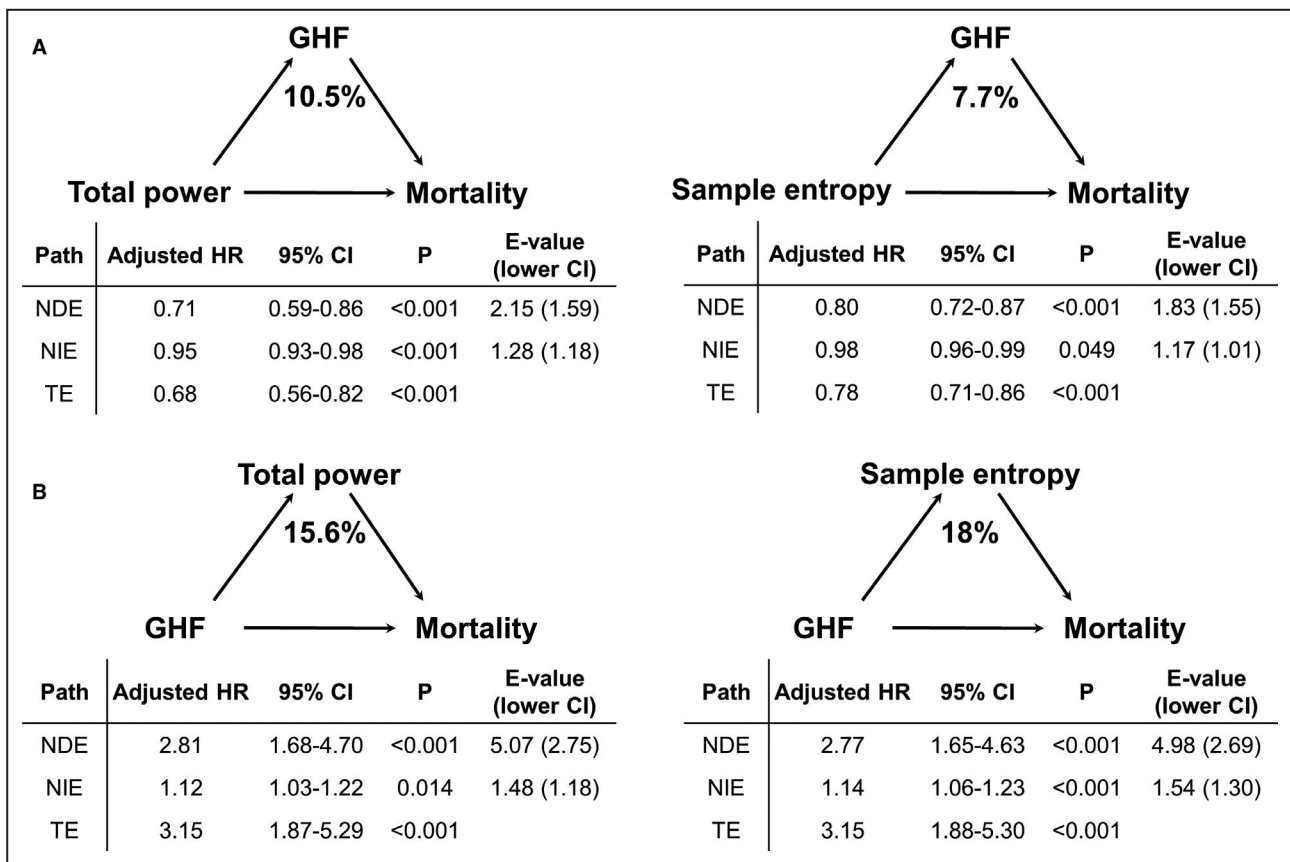 A
GHF
10.5%
Total power Mortality
Path Adjusted HR 95% CI P E-value (lower CI)
NDE 0.71 0.59-0.86 <0.001 2.15 (1.59)
NIE 0.95 0.93-0.98 <0.001 1.28 (1.18)
TE 0.68 0.56-0.82 <0.001
GHF
7.7%
Sample entropy Mortality
Path Adjusted HR 95% CI P E-value (lower CI)
NDE 0.80 0.72-0.87 <0.001 1.83 (1.55)
NIE 0.98 0.96-0.99 0.049 1.17 (1.01)
TE 0.78 0.71-0.86 <0.001
B
Total power
15.6%
GHF Mortality
Path Adjusted HR 95% CI P E-value (lower CI)
NDE 2.81 1.68-4.70 <0.001 5.07 (2.75)
NIE 1.12 1.03-1.22 0.014 1.48 (1.18)
TE 3.15 1.87-5.29 <0.001
Sample entropy
18%
GHF Mortality
Path Adjusted HR 95% CI P E-value (lower CI)
NDE 2.77 1.65-4.63 <0.001 4.98 (2.69)
NIE 1.14 1.06-1.23 <0.001 1.54 (1.30)
TE 3.15 1.88-5.30 <0.001